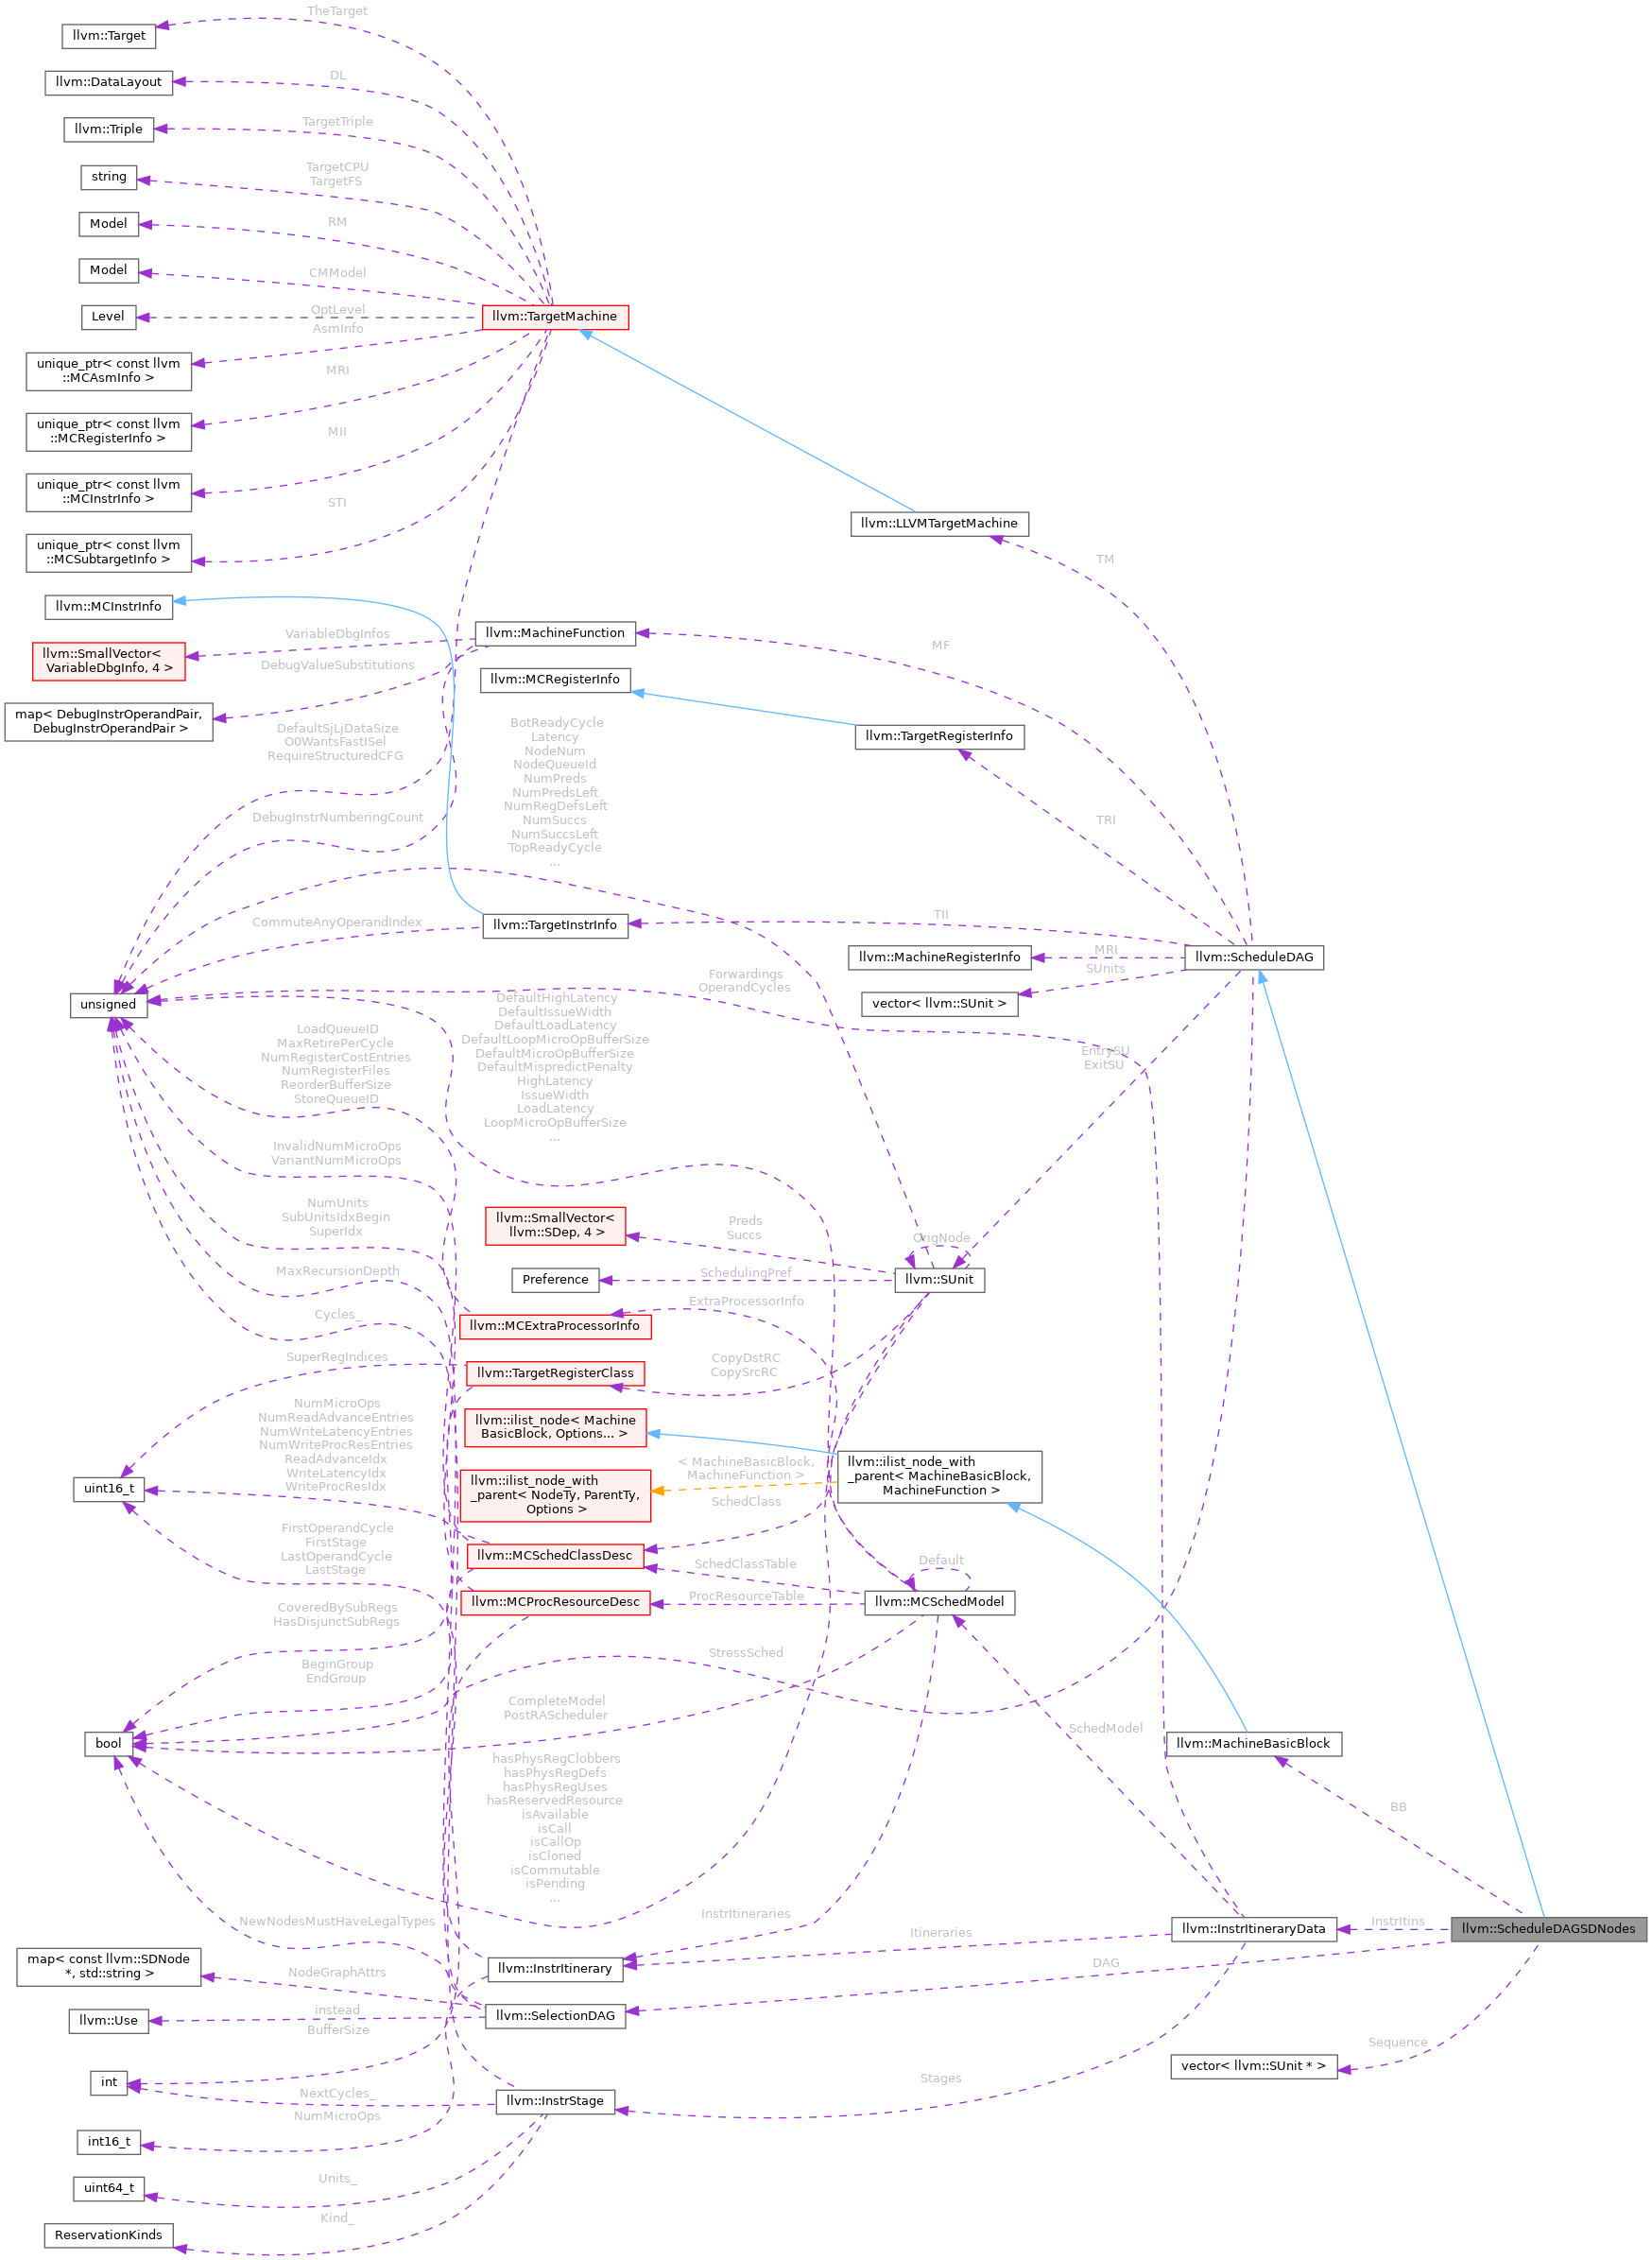 TheTarget
llvm::Target
DL
llvm::DataLayout
TargetTriple
llvm::Triple
TargetCPU
TargetFS
string
RM
Model
CMModel
Model
OptLevel
Level
llvm::TargetMachine
AsmInfo
unique_ptr< const llvm
::MCAsmInfo >
MRI
unique_ptr< const llvm
::MCRegisterInfo >
MII
unique_ptr< const llvm
::MCInstrInfo >
STI
unique_ptr< const llvm
::MCSubtargetInfo >
llvm::LLVMTargetMachine
TM
llvm::MCInstrInfo
VariableDbgInfos
llvm::MachineFunction
MF
llvm::SmallVector<
VariableDbgInfo, 4 >
DebugValueSubstitutions
llvm::MCRegisterInfo
map< DebugInstrOperandPair,
DebugInstrOperandPair >
DefaultSjLjDataSize
O0WantsFastISel
RequireStructuredCFG
llvm::TargetRegisterInfo
BotReadyCycle
Latency
NodeNum
NodeQueueId
NumPreds
NumPredsLeft
NumRegDefsLeft
NumSuccs
NumSuccsLeft
TopReadyCycle
...
DebugInstrNumberingCount
TRI
CommuteAnyOperandIndex
llvm::TargetInstrInfo
TII
llvm::MachineRegisterInfo
MRI
llvm::ScheduleDAG
SUnits
vector< llvm::SUnit >
Forwardings
OperandCycles
unsigned
DefaultHighLatency
DefaultIssueWidth
DefaultLoadLatency
DefaultLoopMicroOpBufferSize
DefaultMicroOpBufferSize
DefaultMispredictPenalty
HighLatency
IssueWidth
LoadLatency
LoopMicroOpBufferSize
...
EntrySU
ExitSU
LoadQueueID
MaxRetirePerCycle
NumRegisterCostEntries
NumRegisterFiles
ReorderBufferSize
StoreQueueID
InvalidNumMicroOps
VariantNumMicroOps
NumUnits
SubUnitsIdxBegin
SuperIdx
llvm::SmallVector<
llvm::SDep, 4 >
Preds
Succs
OrigNode
MaxRecursionDepth
Preference
SchedulingPref
llvm::SUnit
Cycles_
llvm::MCExtraProcessorInfo
ExtraProcessorInfo
SuperRegIndices
llvm::TargetRegisterClass
CopyDstRC
CopySrcRC
NumMicroOps
NumReadAdvanceEntries
NumWriteLatencyEntries
NumWriteProcResEntries
ReadAdvanceIdx
WriteLatencyIdx
WriteProcResIdx
uint16_t
llvm::ilist_node< Machine
BasicBlock, Options... >
llvm::ilist_node_with
_parent< NodeTy, ParentTy,
Options >
< MachineBasicBlock,
MachineFunction >
llvm::ilist_node_with
_parent< MachineBasicBlock,
MachineFunction >
SchedClass
FirstOperandCycle
FirstStage
LastOperandCycle
LastStage
llvm::MCSchedClassDesc
SchedClassTable
Default
llvm::MCProcResourceDesc
ProcResourceTable
llvm::MCSchedModel
CoveredBySubRegs
HasDisjunctSubRegs
BeginGroup
EndGroup
StressSched
CompleteModel
PostRAScheduler
SchedModel
bool
llvm::MachineBasicBlock
hasPhysRegClobbers
hasPhysRegDefs
hasPhysRegUses
hasReservedResource
isAvailable
isCall
isCallOp
isCloned
isCommutable
isPending
...
BB
InstrItineraries
NewNodesMustHaveLegalTypes
llvm::InstrItineraryData
InstrItins
llvm::ScheduleDAGSDNodes
Itineraries
map< const llvm::SDNode
*, std::string >
NodeGraphAttrs
llvm::InstrItinerary
DAG
llvm::Use
instead
llvm::SelectionDAG
BufferSize
Sequence
vector< llvm::SUnit * >
int
NextCycles_
llvm::InstrStage
Stages
NumMicroOps
int16_t
Units_
uint64_t
Kind_
ReservationKinds